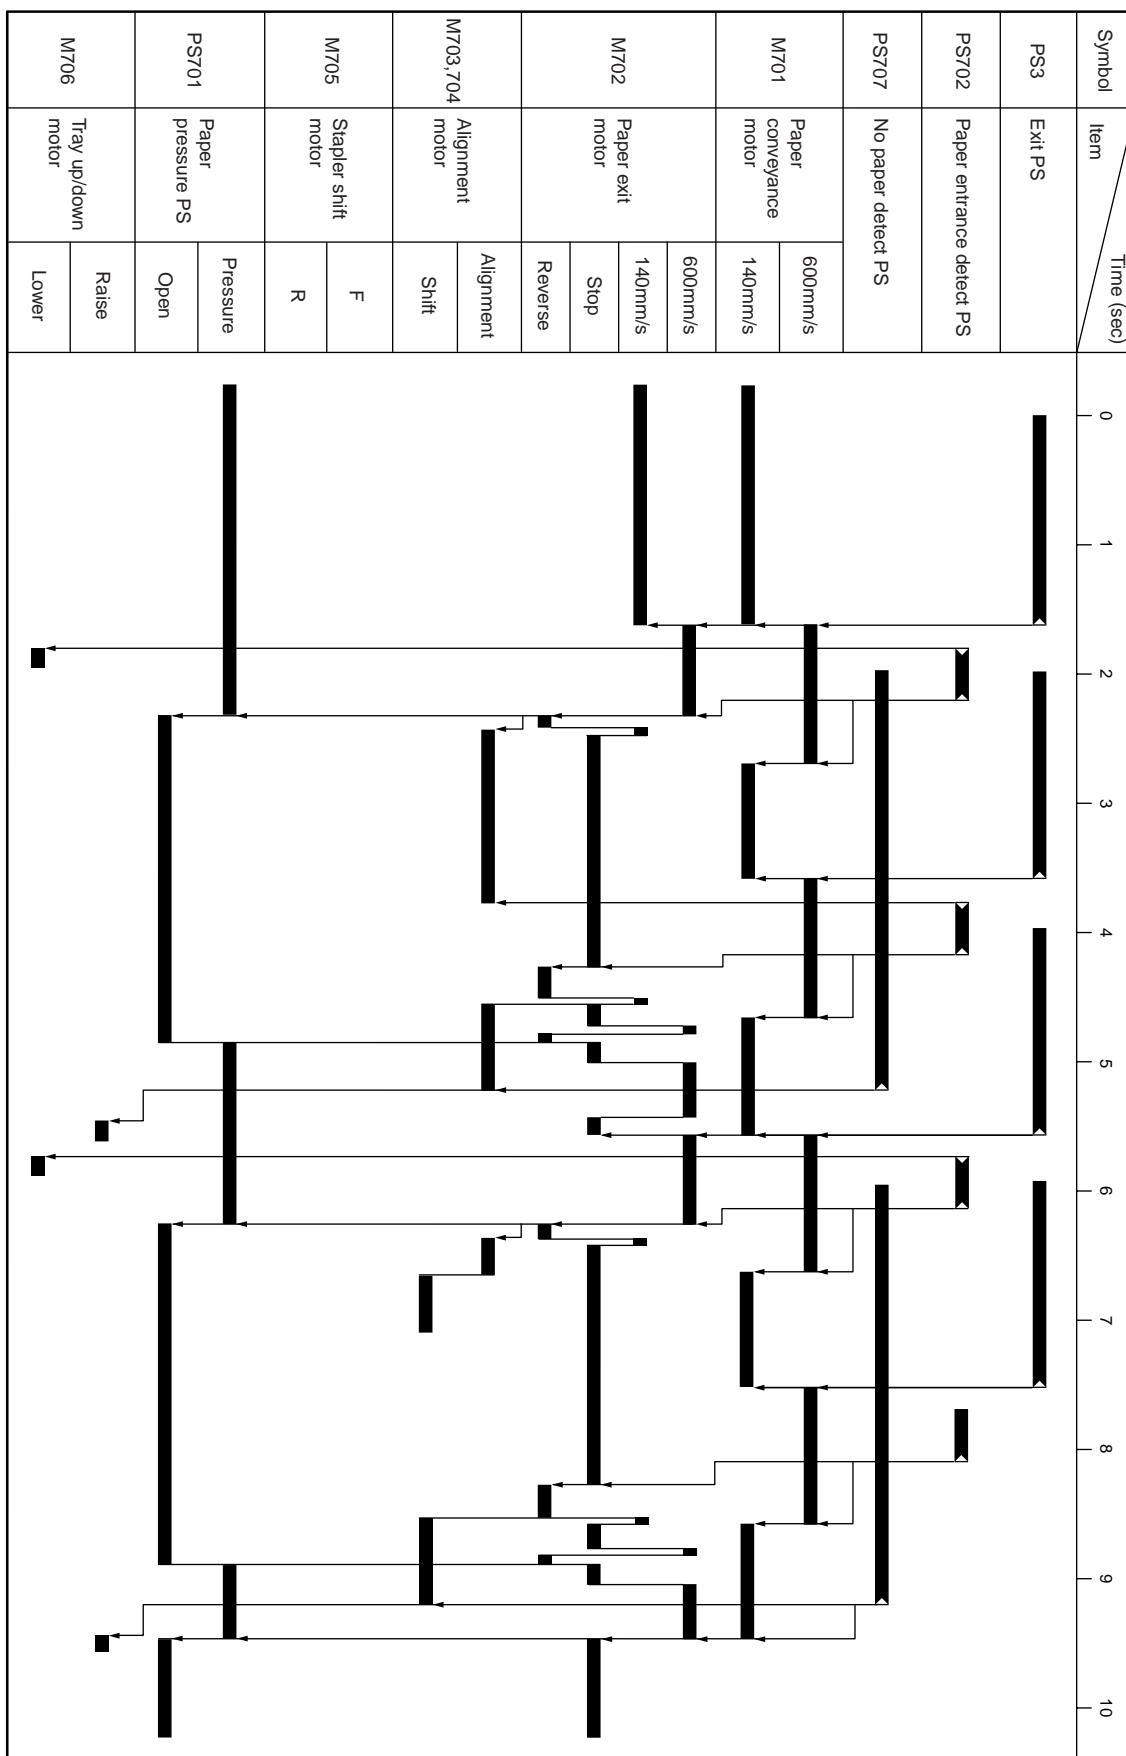 Symbol
Item
Time (sec)
0
1
2
3
4
5
6
7
8
9
10
PS3
Exit PS
PS702
Paper entrance detect PS
PS707
No paper detect PS
M701
Paper
conveyance
motor
600mm/s
140mm/s
M702
Paper exit
motor
600mm/s
140mm/s
Stop
Reverse
M703,704
Alignment
motor
Alignment
Shift
M705
Stapler shift
motor
F
R
PS701
Paper
pressure PS
Pressure
Open
M706
Tray up/down
motor
Raise
Lower